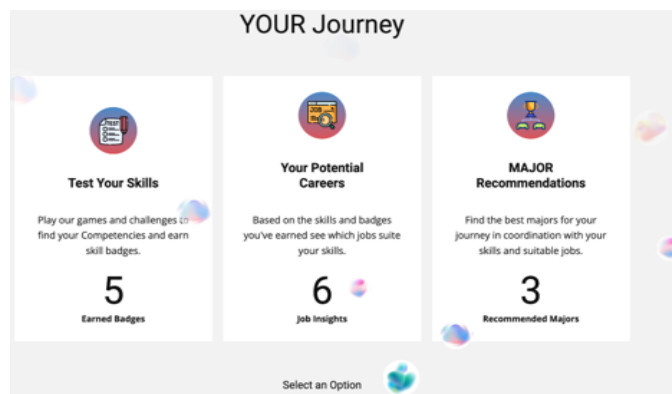 YOUR Journey
TEST
Test Your Skills
Play our games and challenges to
find your Competencies and earn
skill badges.
5
Earned Badges
JOB
Your Potential
Careers
Based on the skills and badges
you've earned see which jobs suite
your skills.
6
Job Insights
MAJOR
Recommendations
Find the best majors for your
journey in coordination with your
skills and suitable jobs.
3
Recommended Majors
Select an Option